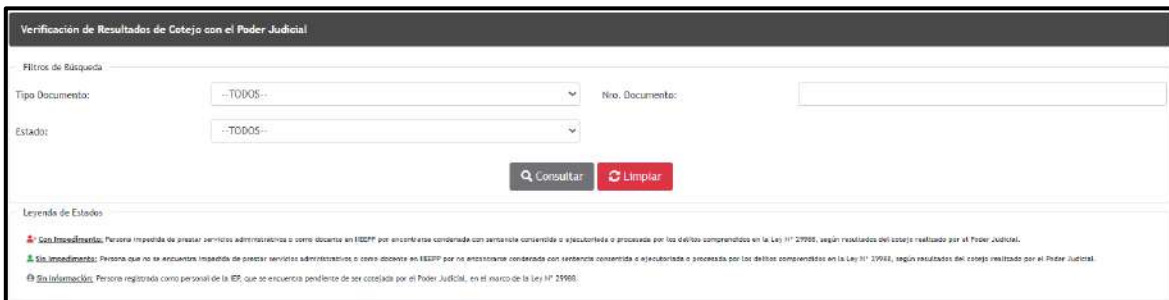 Verificación de Resultados de Cotejo con el Poder Judicial
Filtros de Búsqueda
Tipo Documento: --TODOS-- Nro. Documento:
Estado: --TODOS--
Consultar Limpiar
Leyenda de Estados
Con Impedimento: Persona impedida de prestar servicios administrativos o como docente en IIEEPP por encontrarse condenada con sentencia consentida o ejecutoriada o procesada por los delitos comprendidos en la Ley N° 29988, según resultados del cotejo realizado por el Poder Judicial.
Sin Impedimento: Persona que no se encuentra impedida de prestar servicios administrativos o como docente en IIEEPP por no encontrarse condenada con sentencia consentida o ejecutoriada o procesada por los delitos comprendidos en la Ley N° 29988, según resultados del cotejo realizado por el Poder Judicial.
Sin Información: Persona registrada como personal de la IEP, que se encuentra pendiente de ser cotejada por el Poder Judicial, en el marco de la Ley N° 29988.